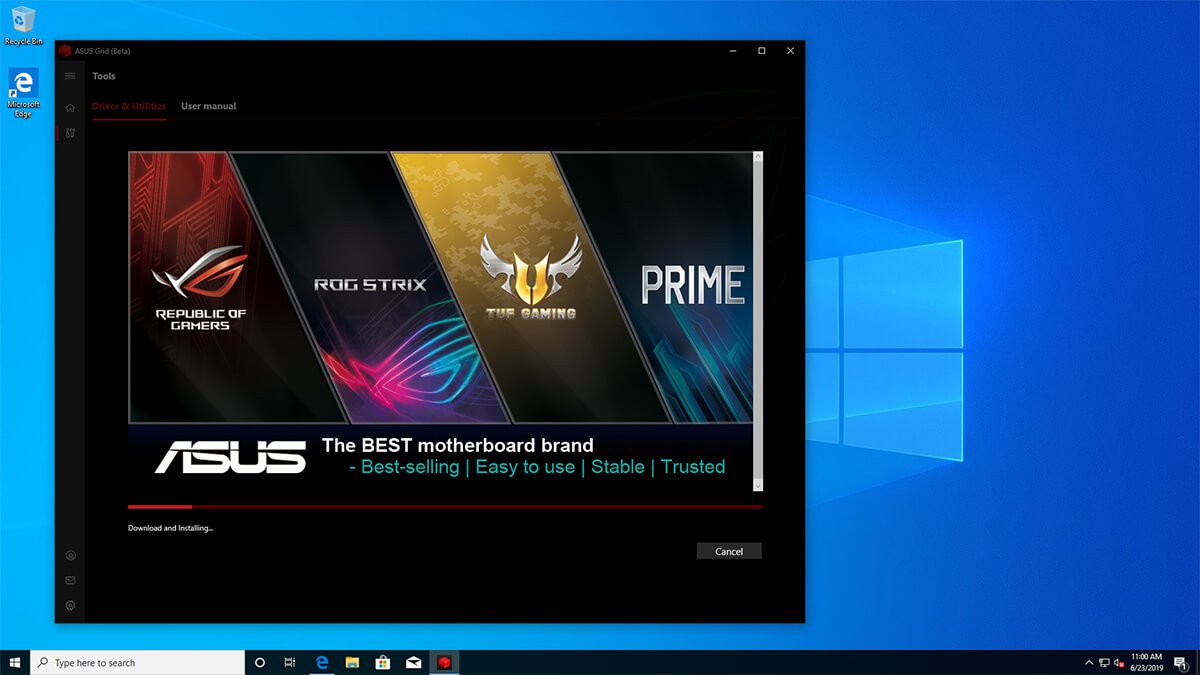 Recycle Bin
Microsoft
Edge
ASUS Grid (Beta)
Tools
Driver & Utilities
User manual
REPUBLIC OF
GAMERS
ROG STRIX
TUF GAMING
PRIME
ASUS
The BEST motherboard brand
- Best-selling | Easy to use | Stable | Trusted
Download and Installing...
Cancel
Type here to search
11:00 AM
6/23/2019
1